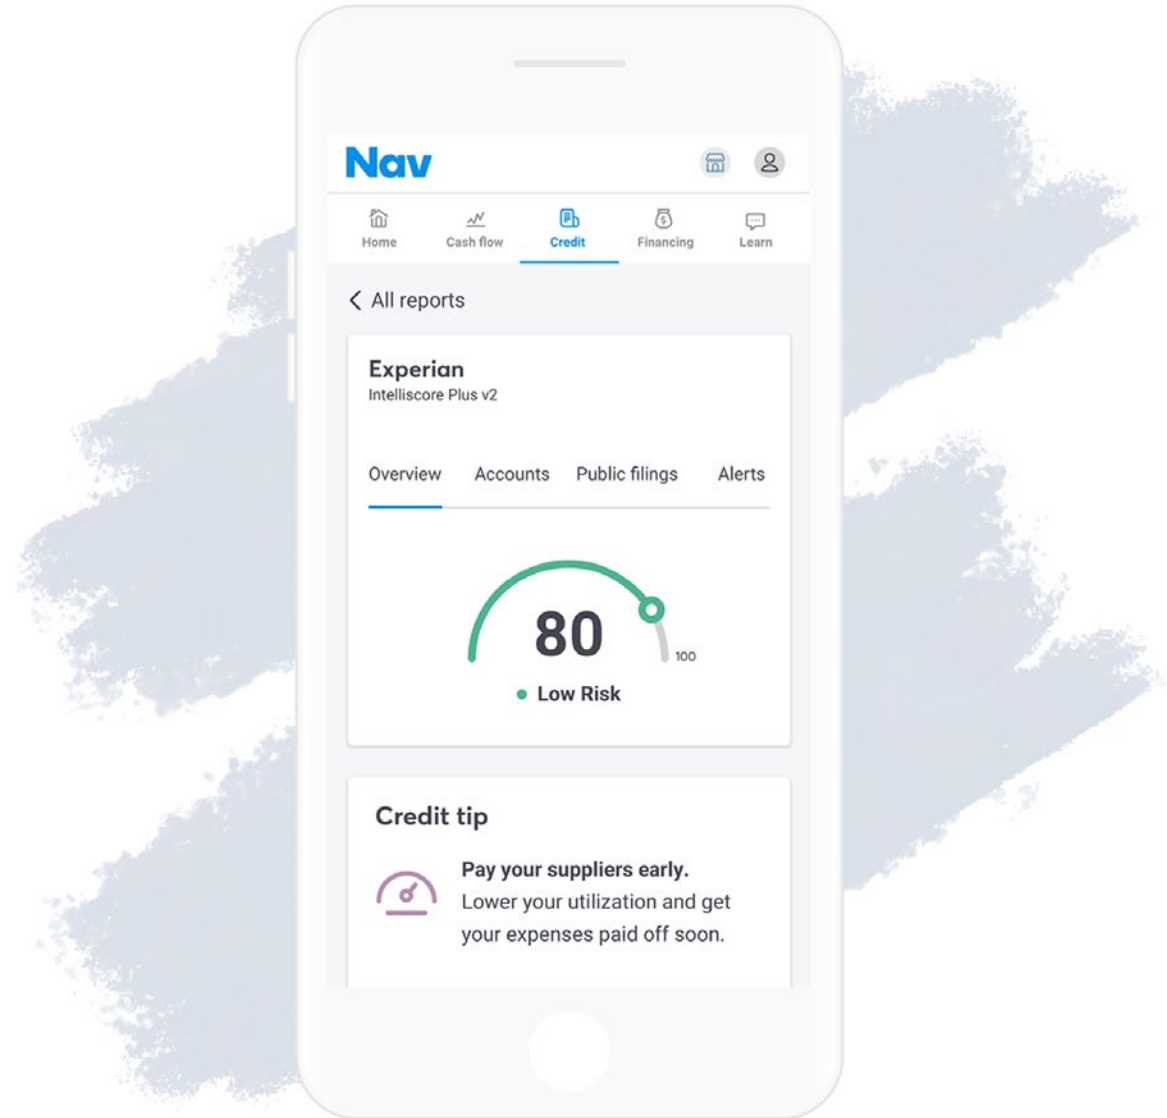 Nav
Home Cash flow Credit Financing Learn
All reports
Experian
Intelliscore Plus v2
Overview Accounts Public filings Alerts
80
100
Low Risk
Credit tip
Pay your suppliers early.
Lower your utilization and get
your expenses paid off soon.